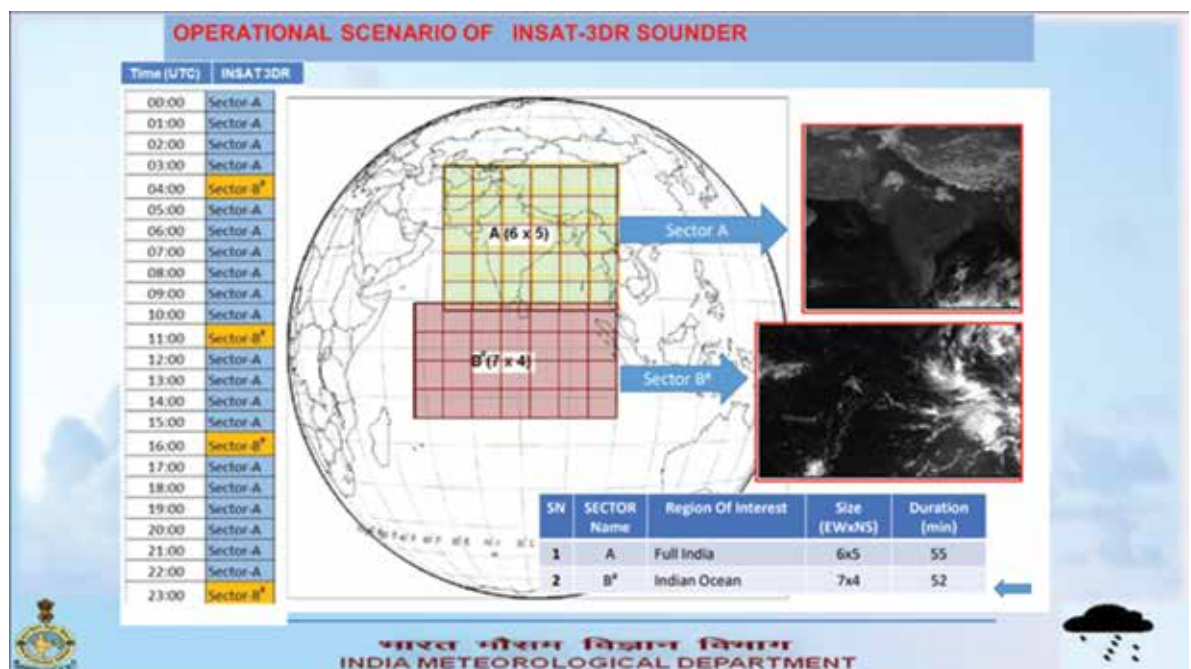 OPERATIONAL SCENARIO OF INSAT-3DR SOUNDER
Time (UTC) INSAT3DR
00:00 Sector-A
01:00 Sector-A
02:00 Sector-A
03:00 Sector-A
04:00 Sector-B#
05:00 Sector-A
06:00 Sector-A
07:00 Sector-A
08:00 Sector-A
09:00 Sector-A
10:00 Sector-A
11:00 Sector-B#
12:00 Sector-A
13:00 Sector-A
14:00 Sector-A
15:00 Sector-A
16:00 Sector-B#
17:00 Sector-A
18:00 Sector-A
19:00 Sector-A
20:00 Sector-A
21:00 Sector-A
22:00 Sector-A
23:00 Sector-B#
A (6 x 5)
Sector A
B#(7 x 4)
Sector B#
SN SECTOR Name Region Of Interest Size (EWxNS) Duration (min)
1 A Full India 6x5 55
2 B# Indian Ocean 7x4 52
भारत मौसम विज्ञान विभाग
INDIA METEOROLOGICAL DEPARTMENT